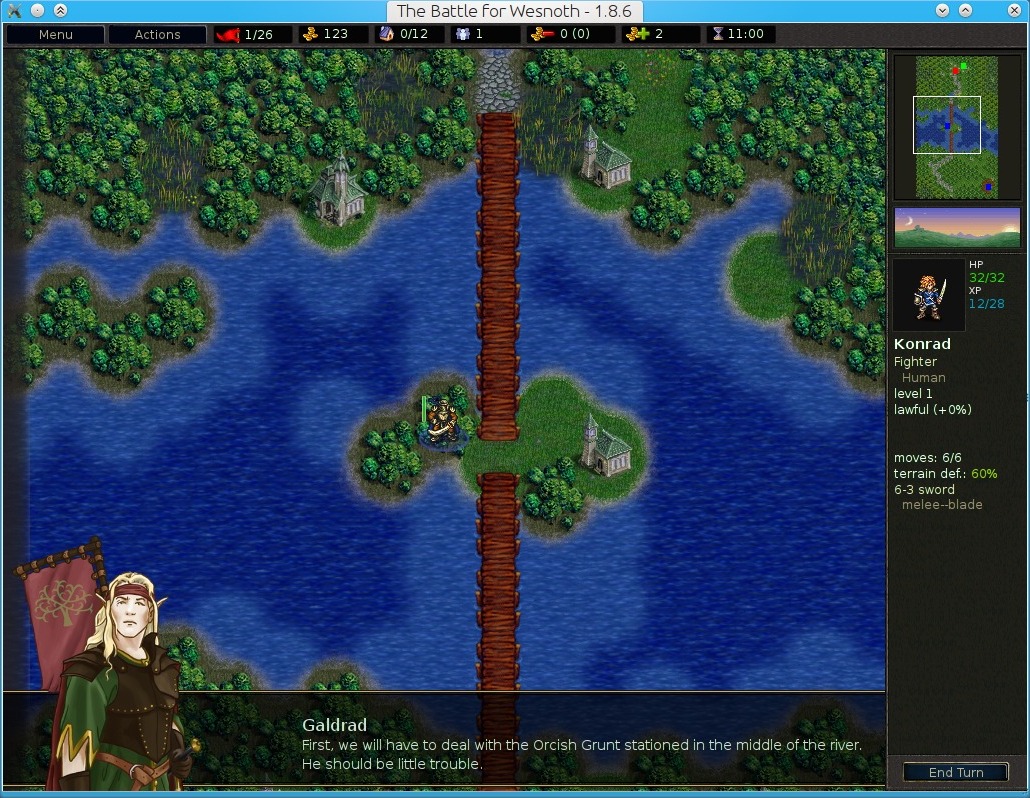 The Battle for Wesnoth - 1.8.6
Menu
Actions
1/26
123
0/12
1
0 (0)
2
11:00
HP
32/32
XP
12/28
Konrad
Fighter
Human
level 1
lawful (+0%)
moves: 6/6
terrain def.: 60%
6-3 sword
melee--blade
Galdrad
First, we will have to deal with the Orcish Grunt stationed in the middle of the river.
He should be little trouble.
End Turn